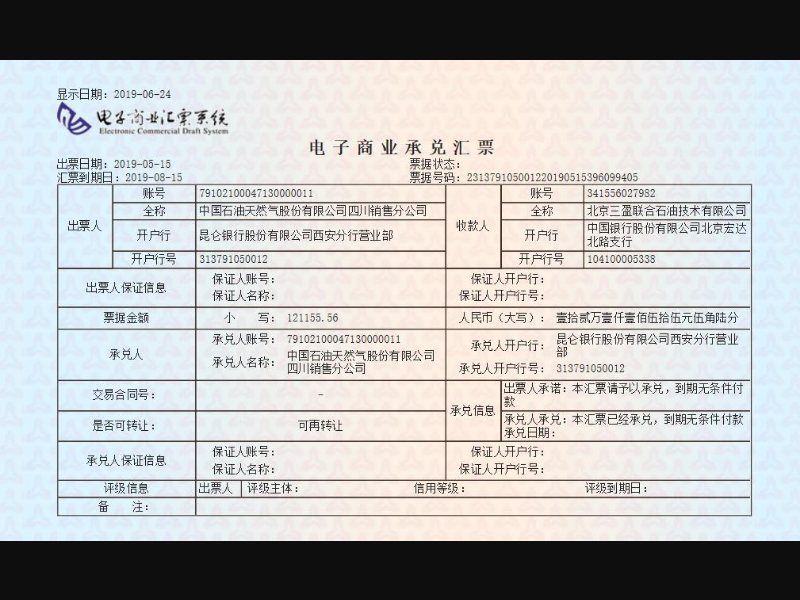 显示日期：2019-06-24
电子商业汇票系统
Electronic Commercial Draft System
电子商业承兑汇票
出票日期：2019-05-15 票据状态：
汇票到期日：2019-08-15 票据号码：231379105001220190515396099405
出票人 账号 79102100047130000011 收款人 账号 341556027982
全称 中国石油天然气股份有限公司四川销售分公司 全称 北京三盈联合石油技术有限公司
开户行 昆仑银行股份有限公司西安分行营业部 开户行 中国银行股份有限公司北京宏达
北路支行
开户行号 313791050012 开户行号 104100005338
出票人保证信息 保证人账号： 保证人开户行：
保证人名称： 保证人开户行号：
票据金额 小 写： 121155.56 人民币（大写）： 壹拾贰万壹仟壹佰伍拾伍元伍角陆分
承兑人 承兑人账号： 79102100047130000011 承兑人开户行： 昆仑银行股份有限公司西安分行营业
部
承兑人名称： 中国石油天然气股份有限公司
四川销售分公司 承兑人开户行号： 313791050012
交易合同号： - 承兑信息 出票人承诺：本汇票请予以承兑，到期无条件付
款
是否可转让： 可再转让 承兑人承兑：本汇票已经承兑，到期无条件付款
承兑日期：
承兑人保证信息 保证人账号： 保证人开户行：
保证人名称： 保证人开户行号：
评级信息 出票人 评级主体： 信用等级： 评级到期日：
备 注：